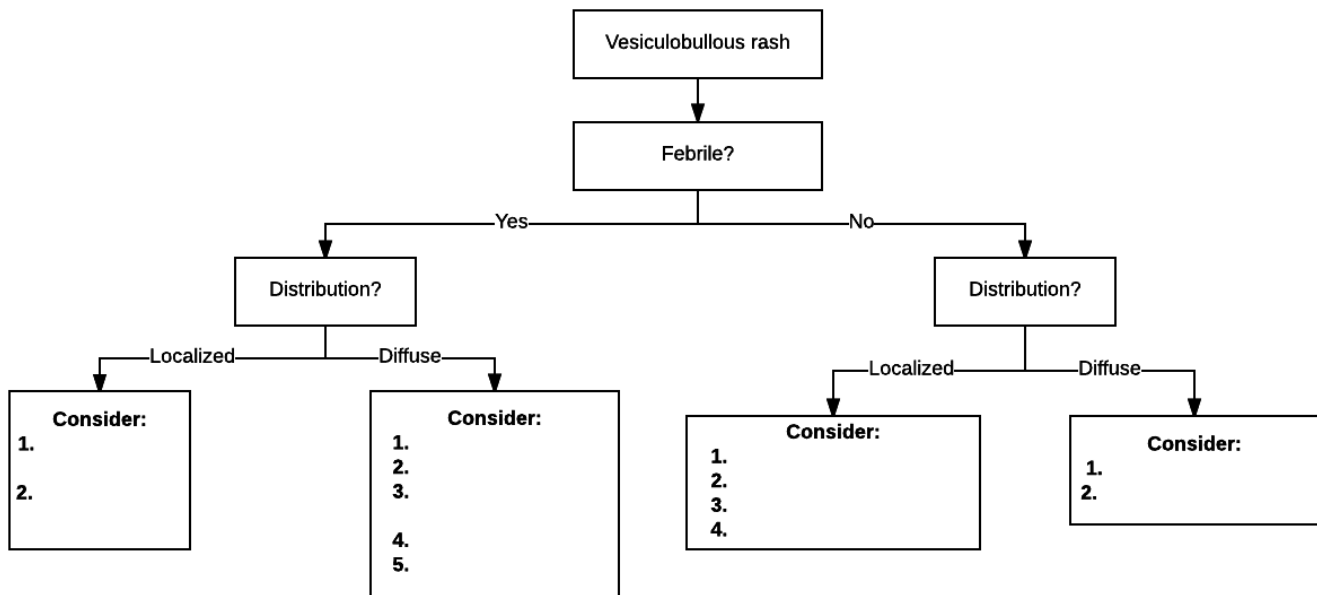 Vesiculobullous rash
Febrile?
Yes
No
Distribution?
Distribution?
Localized
Diffuse
Localized
Diffuse
Consider:
1.
2.
Consider:
1.
2.
3.
4.
5.
Consider:
1.
2.
3.
4.
Consider:
1.
2.